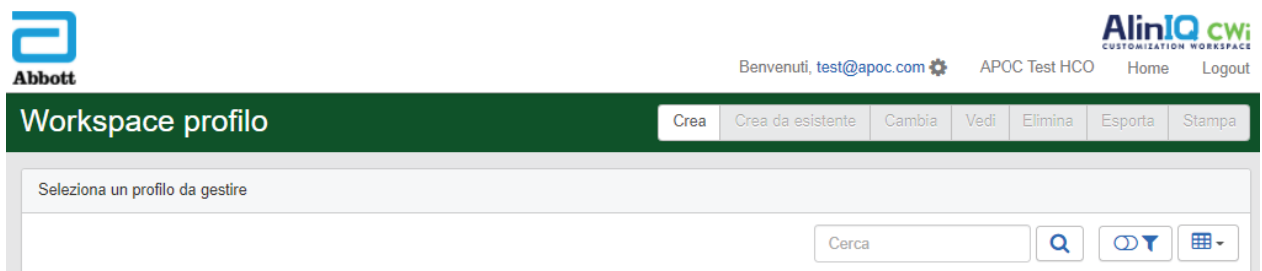 Abbott
AlinIQ CWi
CUSTOMIZATION WORKSPACE
Benvenuti, test@apoc.com APOC Test HCO Home Logout
Workspace profilo
Crea Crea da esistente Cambia Vedi Elimina Esporta Stampa
Seleziona un profilo da gestire
Cerca